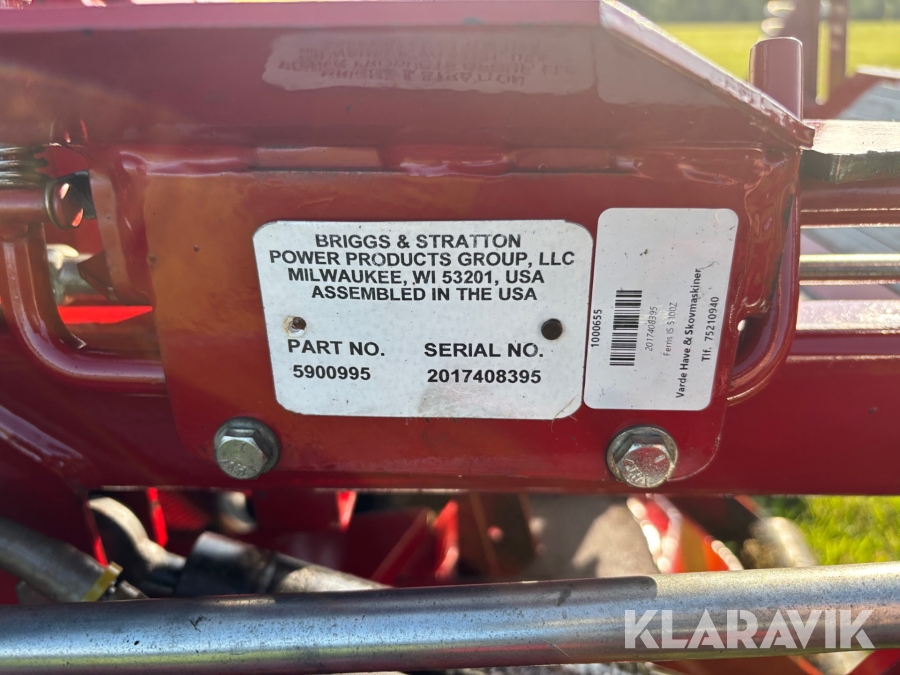 BRIGGS & STRATTON
POWER PRODUCTS GROUP, LLC
MILWAUKEE, WI 53201, USA
ASSEMBLED IN THE USA
PART NO.
SERIAL NO.
5900995
2017408395
1000655
2017408395
Ferris IS 5100Z
Varde Have & Skovmaskiner
Tlf. 75210940
KLARAVIK